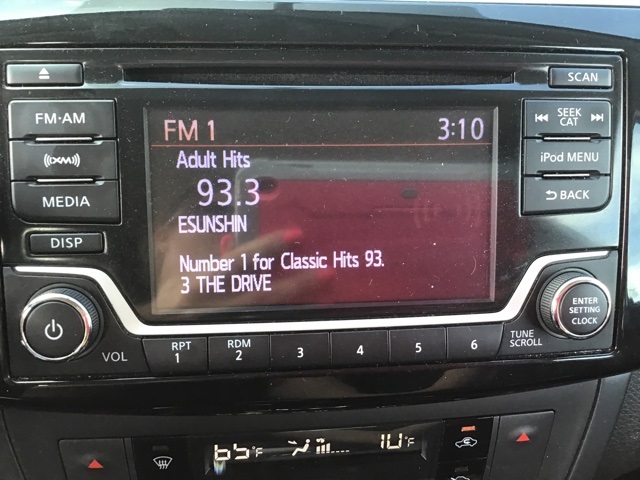 SCAN
FM·AM
FM 1 3:10
SEEK
CAT
Adult Hits
((XM))
93.3
iPod MENU
MEDIA
BACK
ESUNSHIN
DISP
Number 1 for Classic Hits 93.
3 THE DRIVE
ENTER
SETTING
CLOCK
VOL
RPT
1
RDM
2
3
4
5
6
TUNE
SCROLL
65°F